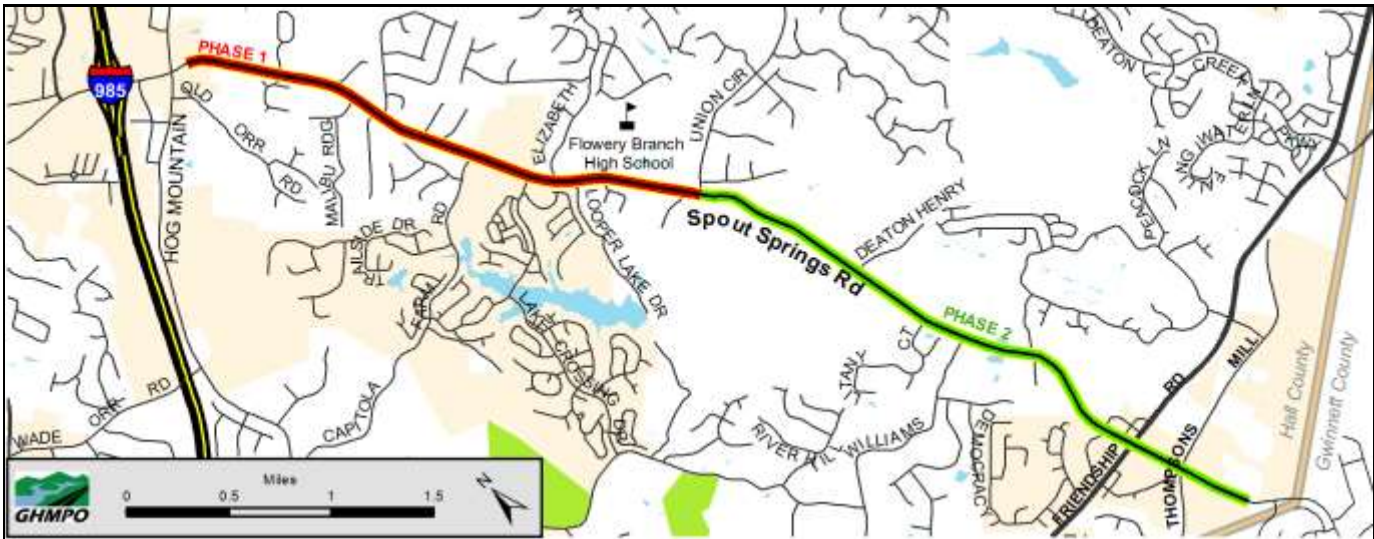 PHASE 1
985
HOG MOUNTAIN
OLD
ORR
RD
MALIBU RDG
ELIZABETH
Flowery Branch
High School
UNION CIR
DEATON
CREEK
PKWY
PEACOCK LN
Spout Springs Rd
DEATON HENRY
LOOPER LAKE DR
TRAILSIDE DR
FARM
RD
LAKE CROSSING
DR
CAPITOLA
WADE
ORR
RD
PHASE 2
TANY
CT
RIVER
WILLIAMS
DEMOCRACY
FRIENDSHIP
RD
THOMPSONS
MILL
Hall County
Gwinnett County
GHMPO
Miles
0
0.5
1
1.5
N